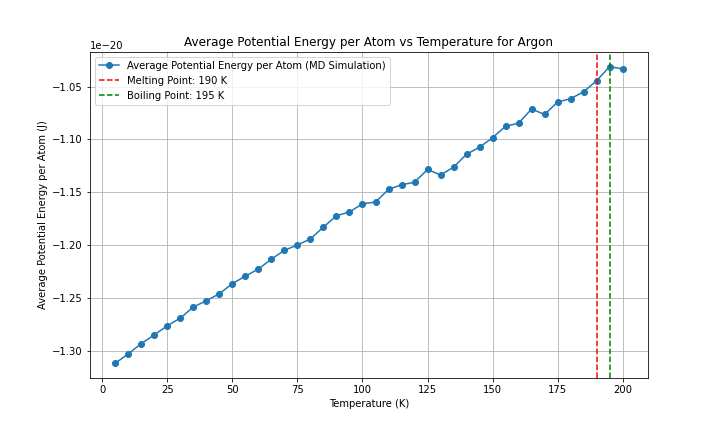 Average Potential Energy per Atom vs Temperature for Argon
1e−20
Average Potential Energy per Atom (MD Simulation)
Melting Point: 190 K
Boiling Point: 195 K
Average Potential Energy per Atom (J)
−1.05
−1.10
−1.15
−1.20
−1.25
−1.30
0 25 50 75 100 125 150 175 200
Temperature (K)